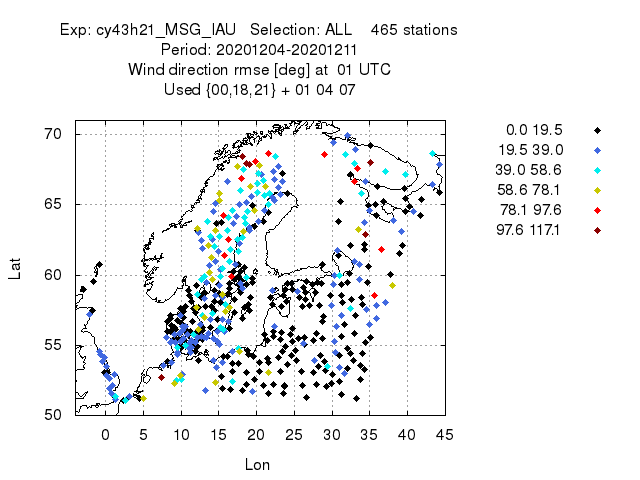 Exp: cy43h21_MSG_IAU   Selection: ALL    465 stations
Period: 20201204-20201211
Wind direction rmse [deg] at  01 UTC
Used {00,18,21} + 01 04 07
0.0 19.5
19.5 39.0
39.0 58.6
58.6 78.1
78.1 97.6
97.6 117.1
70
65
60
55
50
Lat
0 5 10 15 20 25 30 35 40 45
Lon